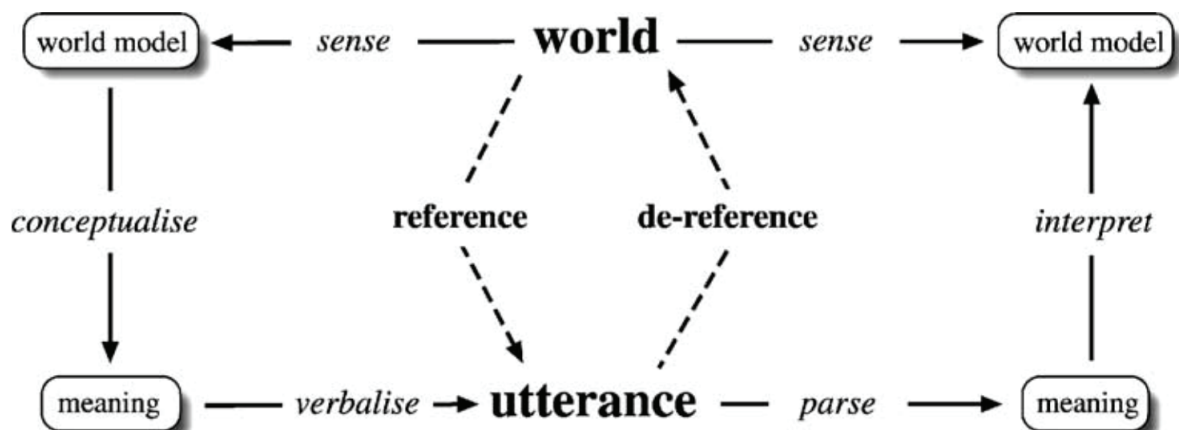 world model sense world sense world model
conceptualise reference de-reference interpret
meaning verbalise utterance parse meaning